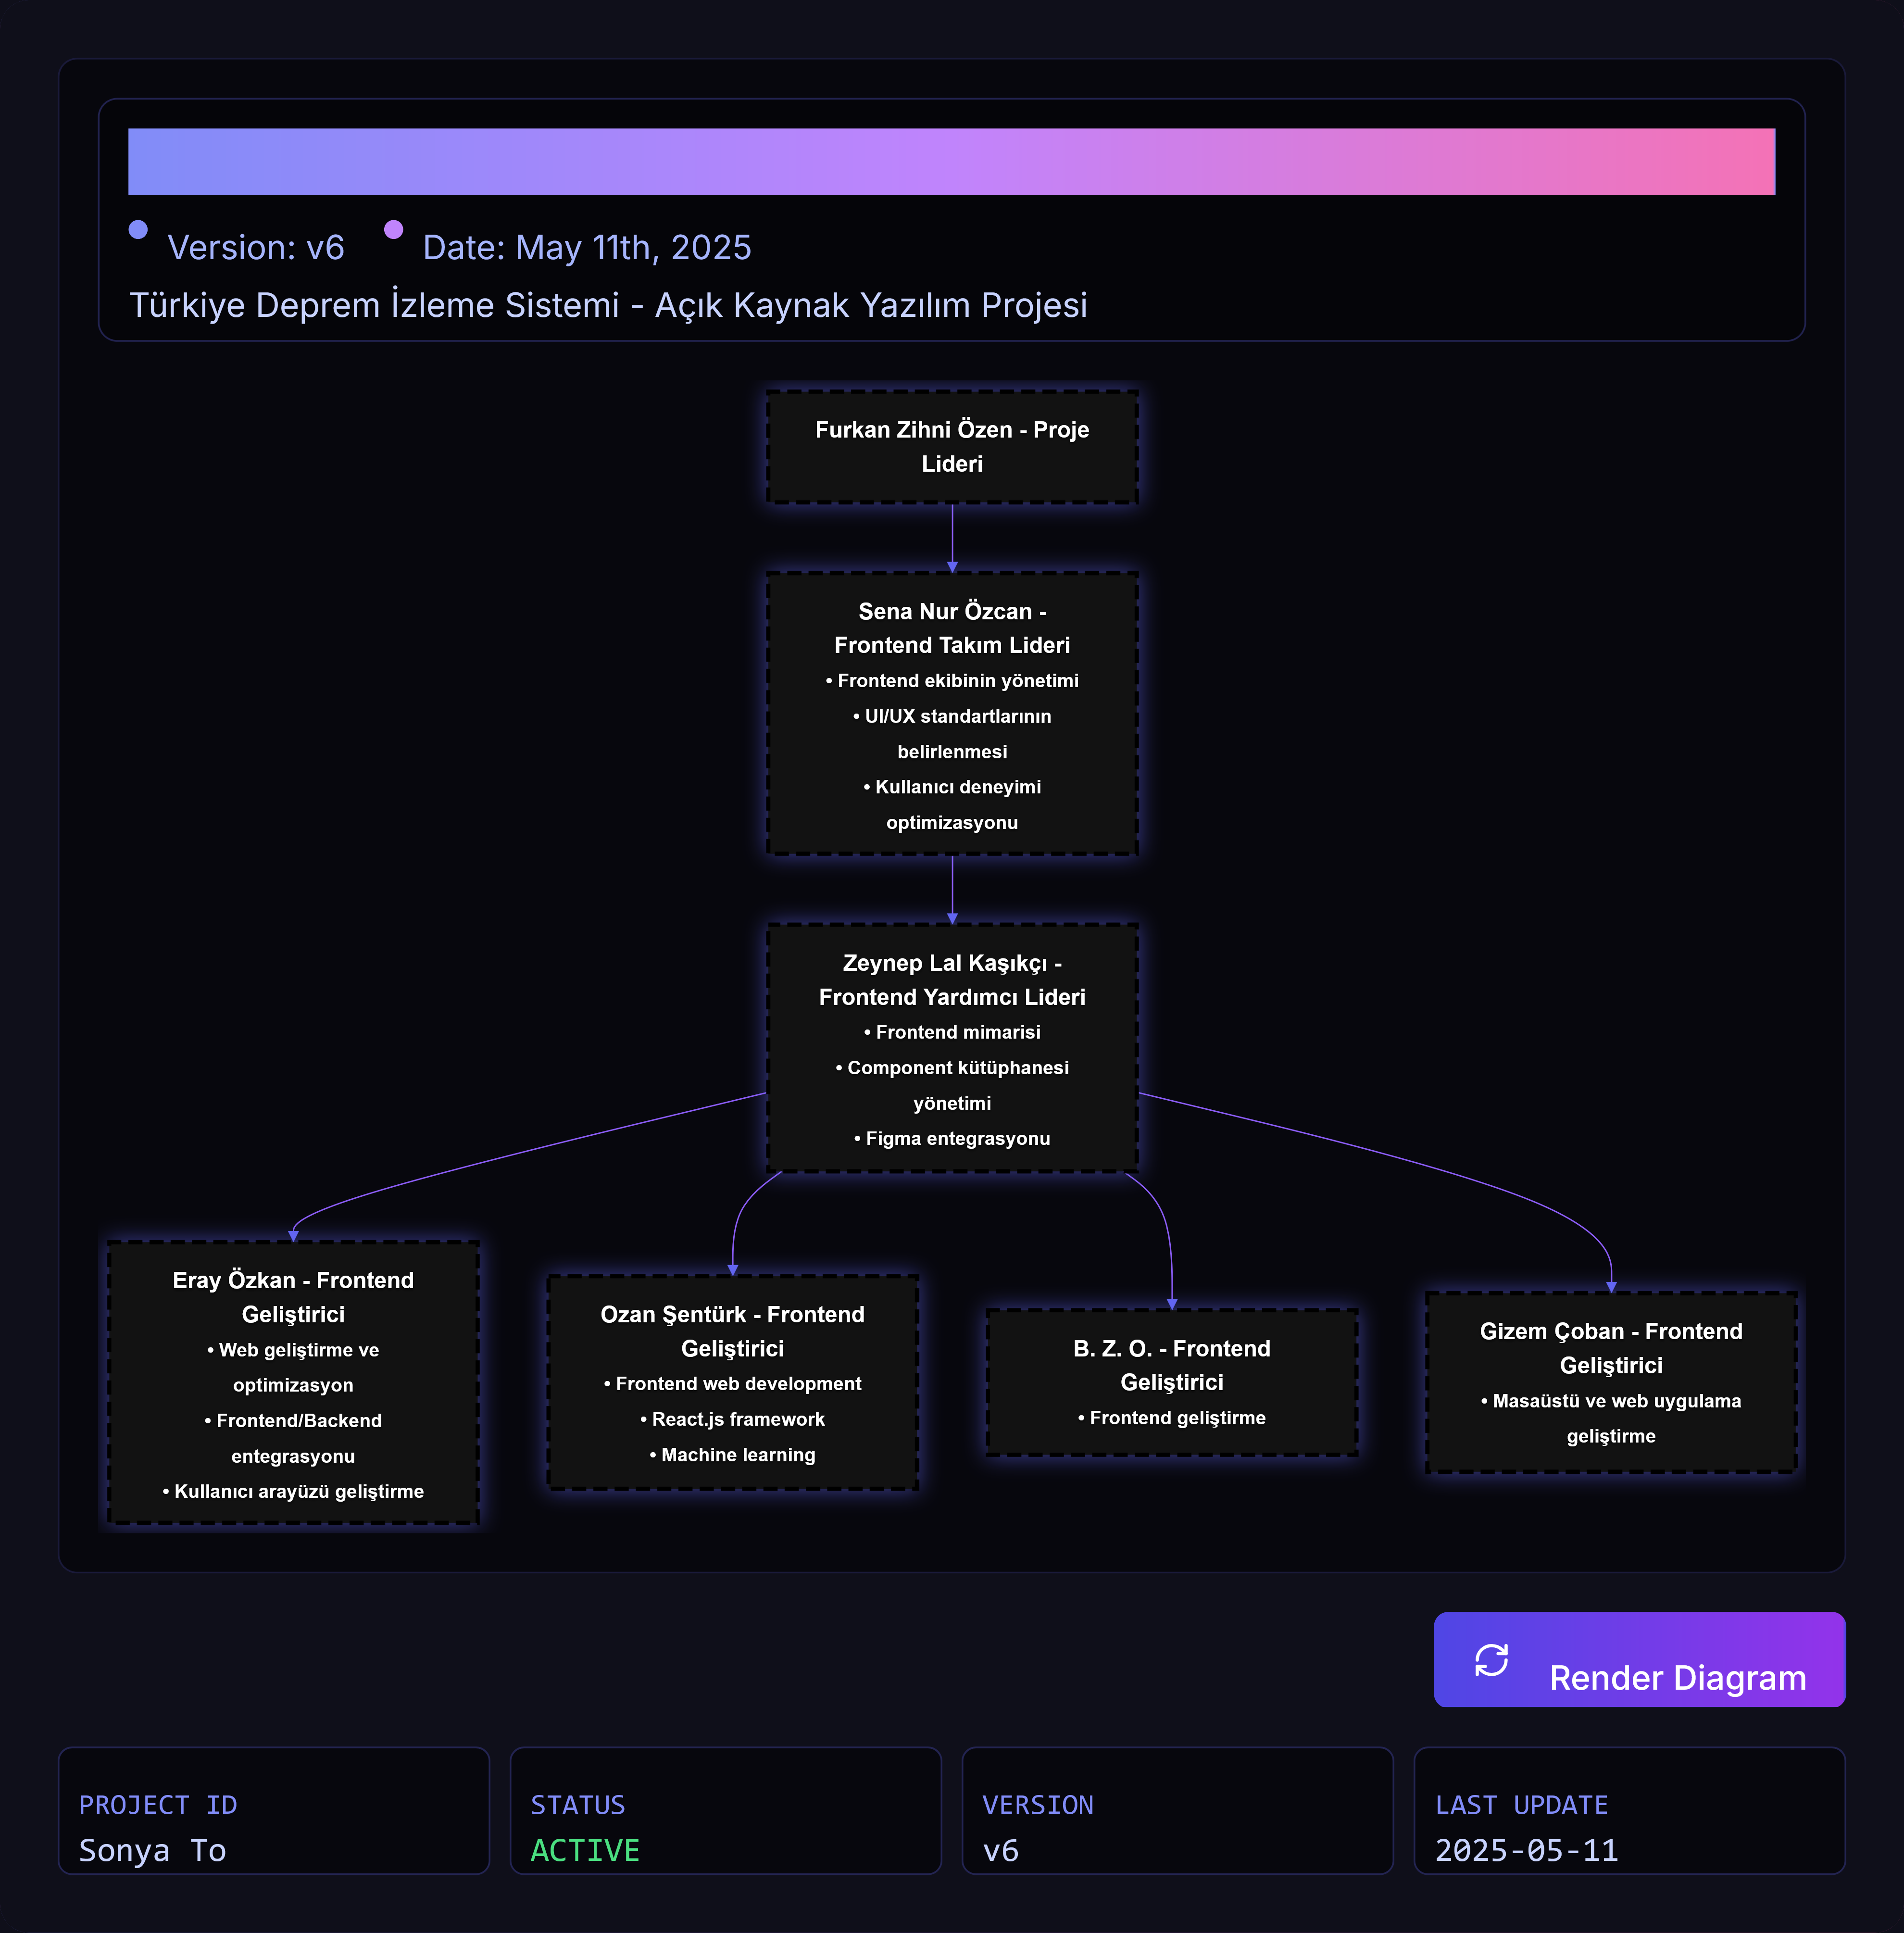 Version: v6
Date: May 11th, 2025
Türkiye Deprem İzleme Sistemi - Açık Kaynak Yazılım Projesi
Furkan Zihni Özen - Proje
Lideri
Sena Nur Özcan -
Frontend Takım Lideri
• Frontend ekibinin yönetimi
• UI/UX standartlarının
belirlenmesi
• Kullanıcı deneyimi
optimizasyonu
Zeynep Lal Kaşıkçı -
Frontend Yardımcı Lideri
• Frontend mimarisi
• Component kütüphanesi
yönetimi
• Figma entegrasyonu
Eray Özkan - Frontend
Geliştirici
• Web geliştirme ve
optimizasyon
• Frontend/Backend
entegrasyonu
• Kullanıcı arayüzü geliştirme
Ozan Şentürk - Frontend
Geliştirici
• Frontend web development
• React.js framework
• Machine learning
B. Z. O. - Frontend
Geliştirici
• Frontend geliştirme
Gizem Çoban - Frontend
Geliştirici
• Masaüstü ve web uygulama
geliştirme
Render Diagram
PROJECT ID
Sonya To
STATUS
ACTIVE
VERSION
v6
LAST UPDATE
2025-05-11